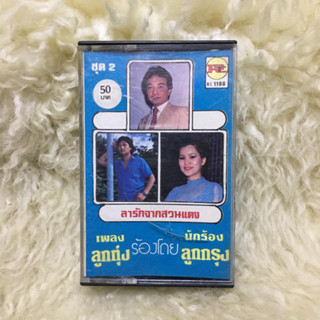 ชุด 2
50
บาท
RL 1188
ลารักจากสวนแตง
เพลง
ลูกทุ่ง
ร้องโดย
นักร้อง
ลูกกรุง